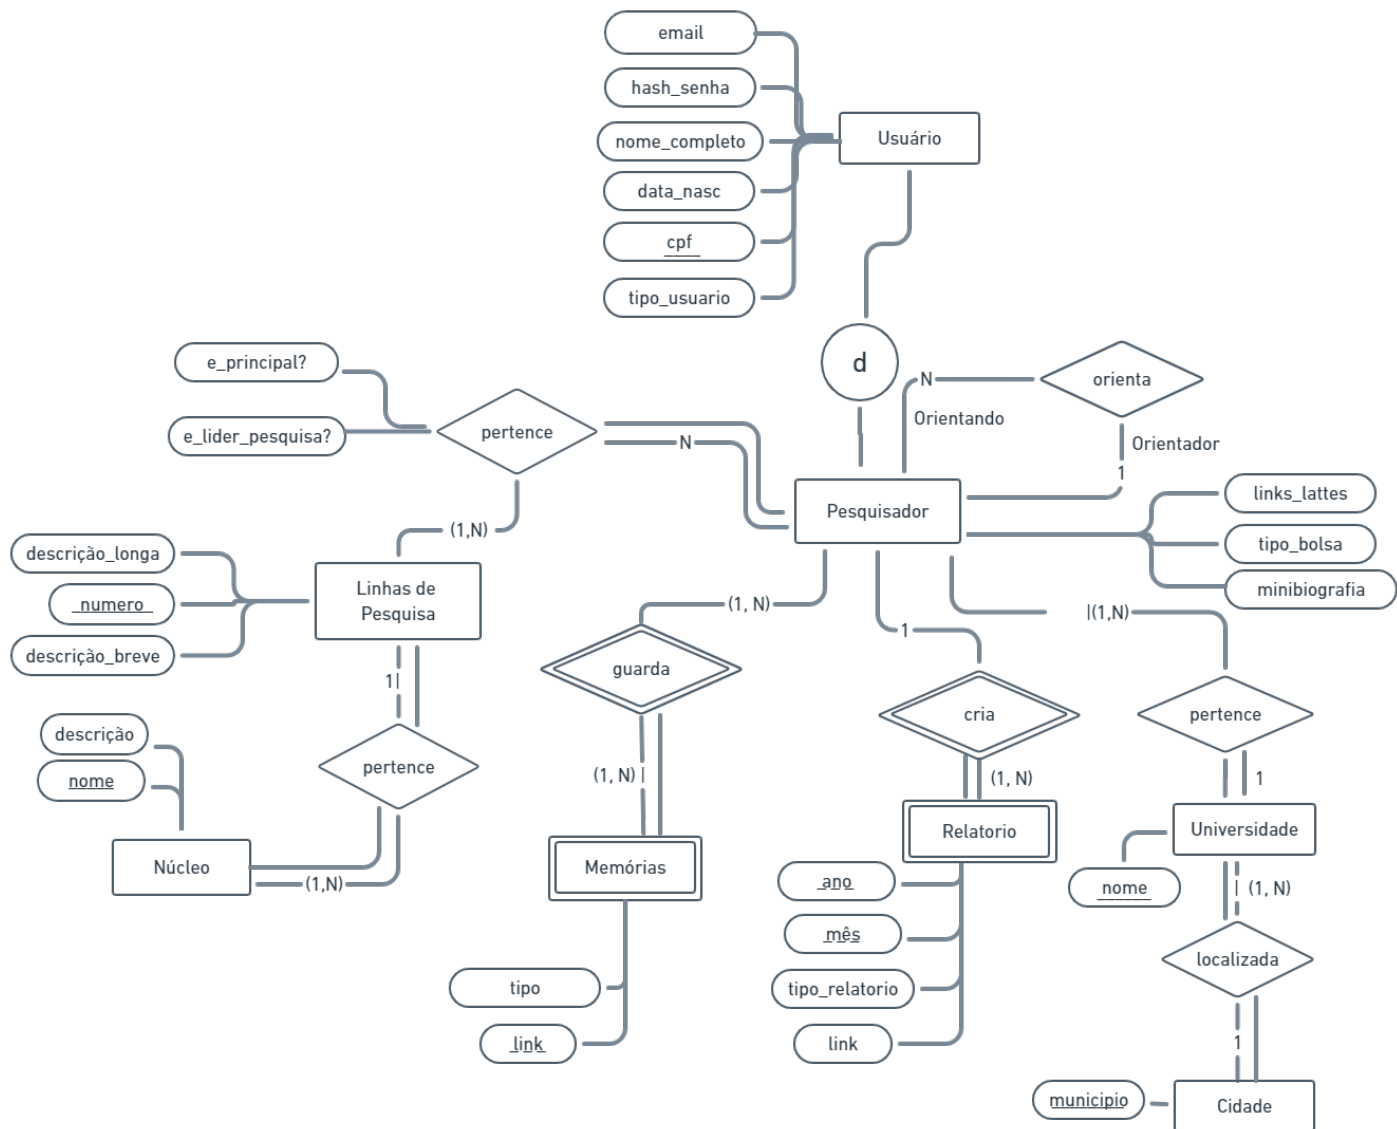 email
hash_senha
Usuário
nome_completo
data_nasc
cpf
tipo_usuario
d
e_principal?
orienta
N
Orientando
e_lider_pesquisa?
pertence
N
Orientador
1
links_lattes
Pesquisador
(1,N)
tipo_bolsa
descrição_longa
minibiografia
Linhas de
Pesquisa
numero
(1, N)
|(1,N)
1
descrição_breve
guarda
1|
cria
pertence
descrição
pertence
nome
(1, N) |
(1, N)
1
Relatorio
Universidade
Núcleo
Memórias
(1,N)
ano
nome
| (1, N)
mês
localizada
tipo
tipo_relatorio
link
link
1
municipio
Cidade